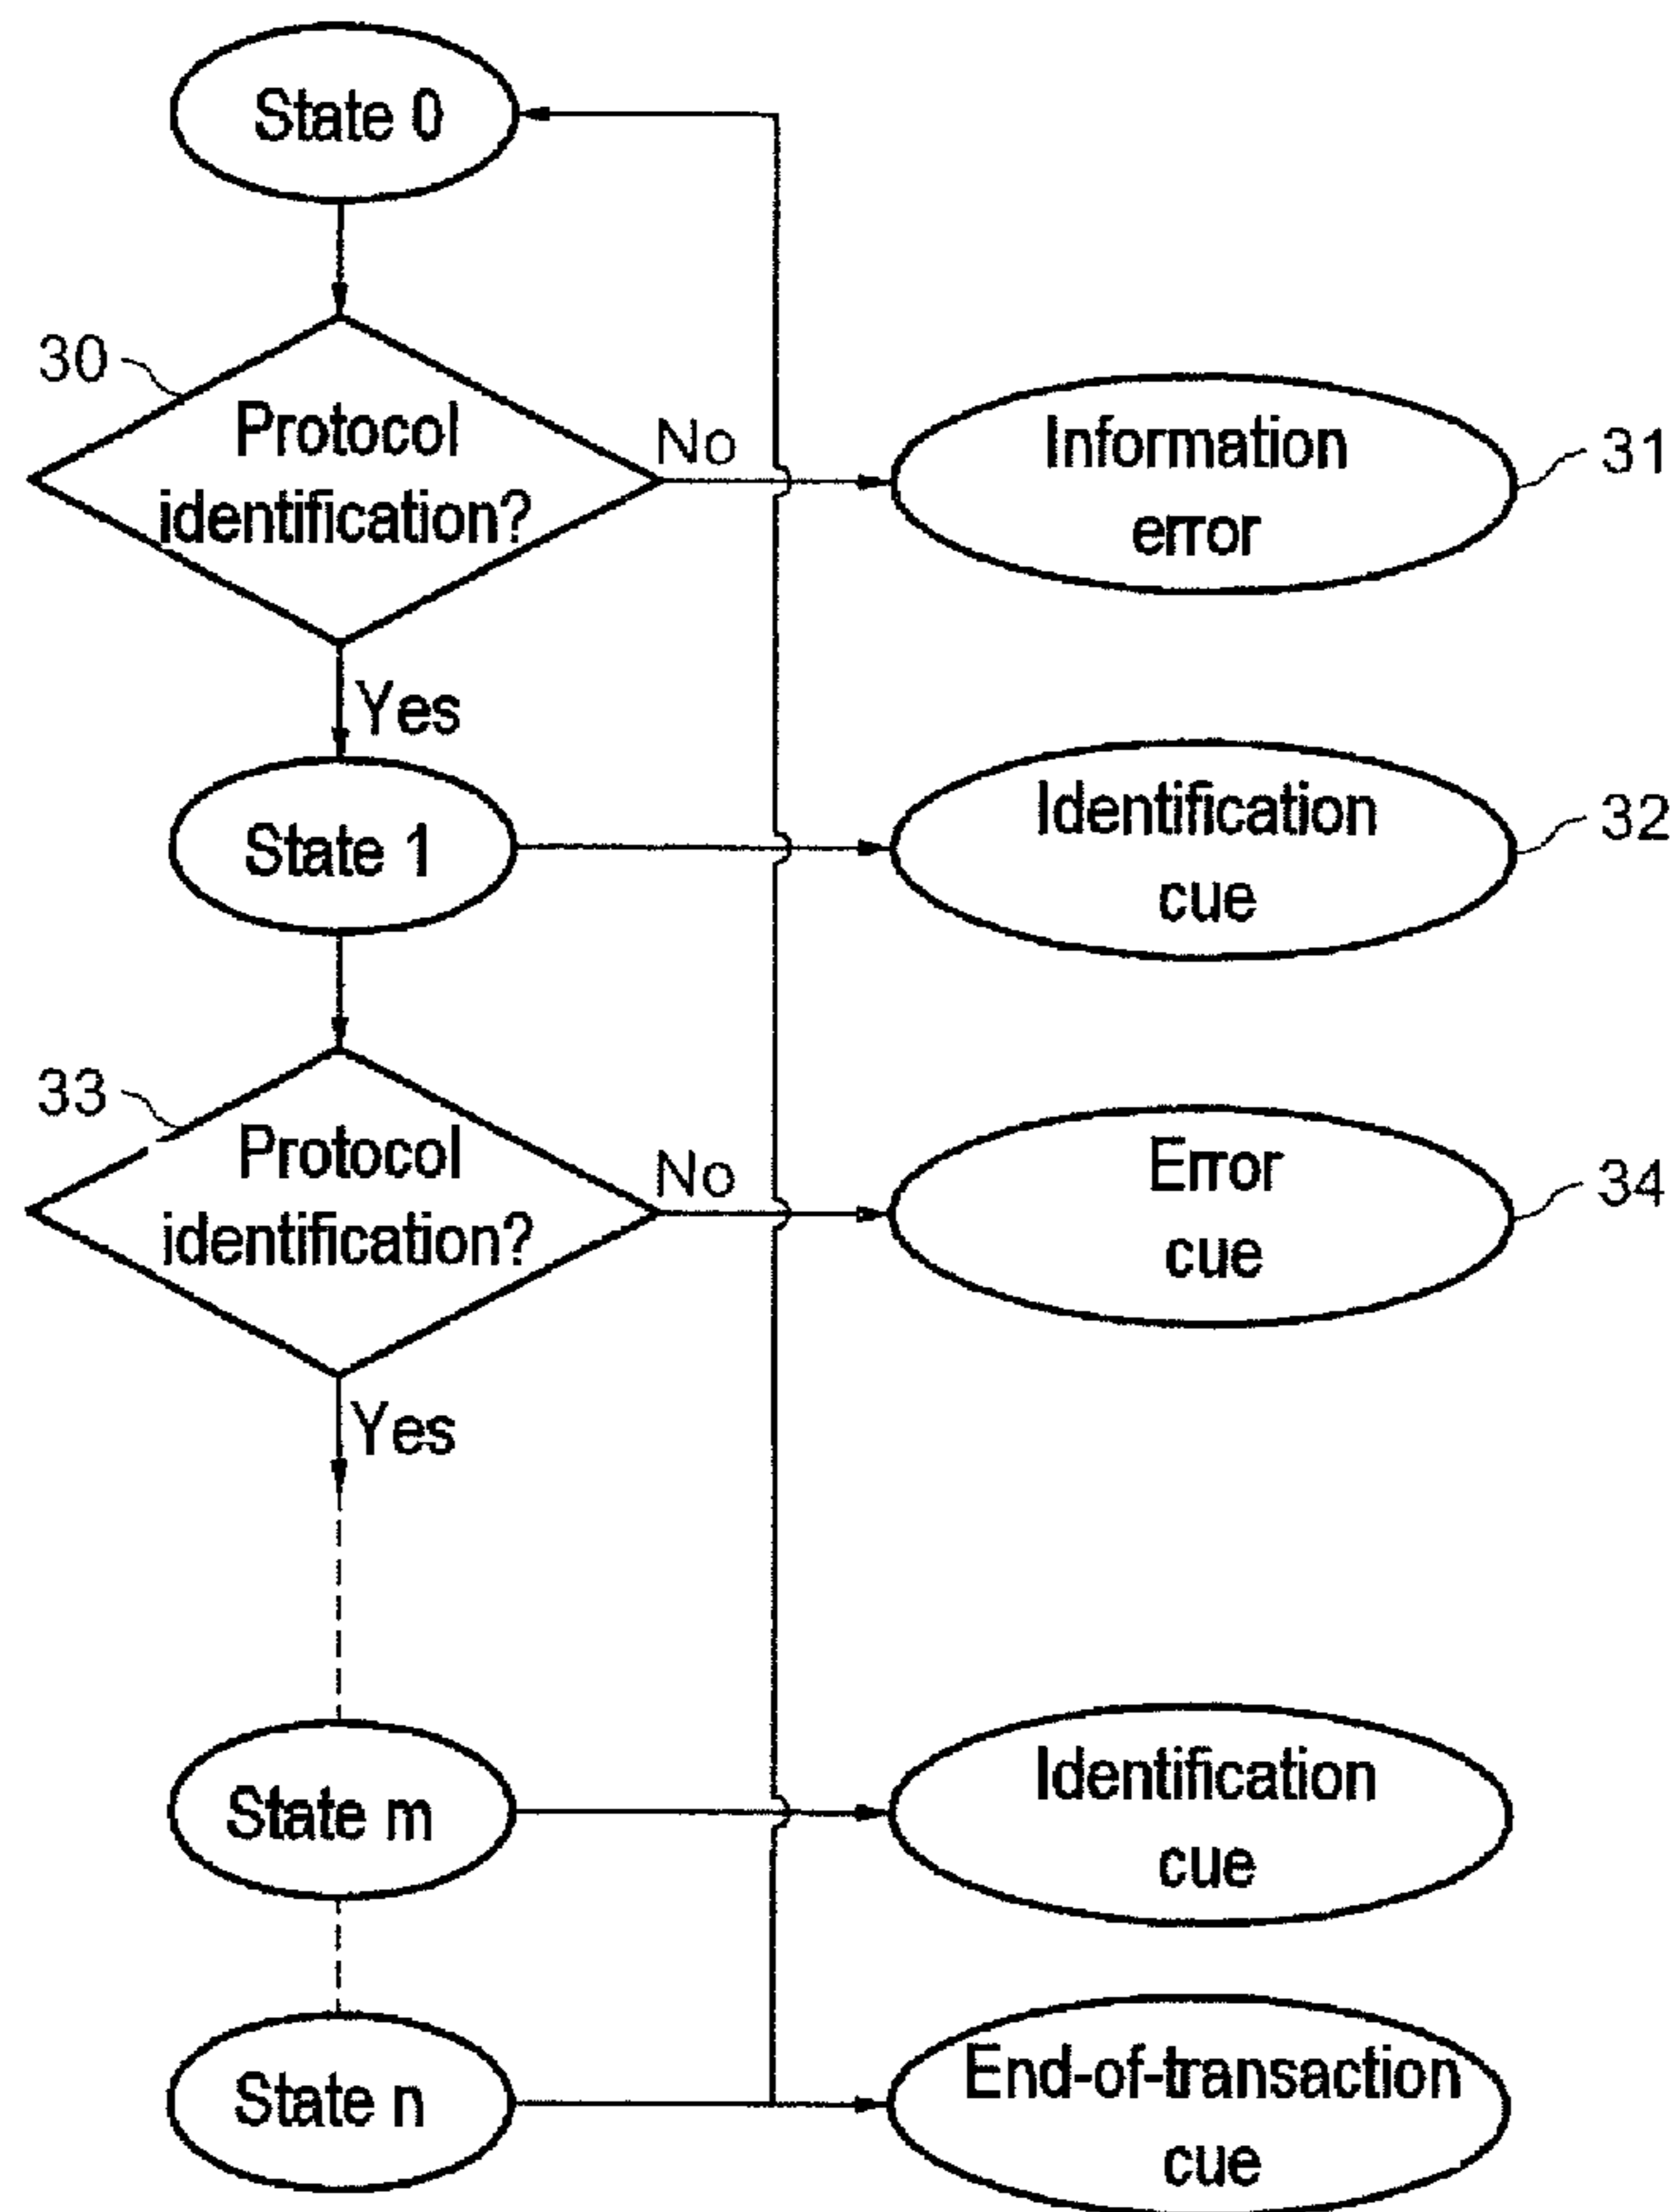 State 0
30
Protocol
identification?
No
Information
error
31
Yes
State 1
Identification
cue
32
33
Protocol
identification?
No
Error
cue
34
Yes
State m
Identification
cue
State n
End-of-transaction
cue